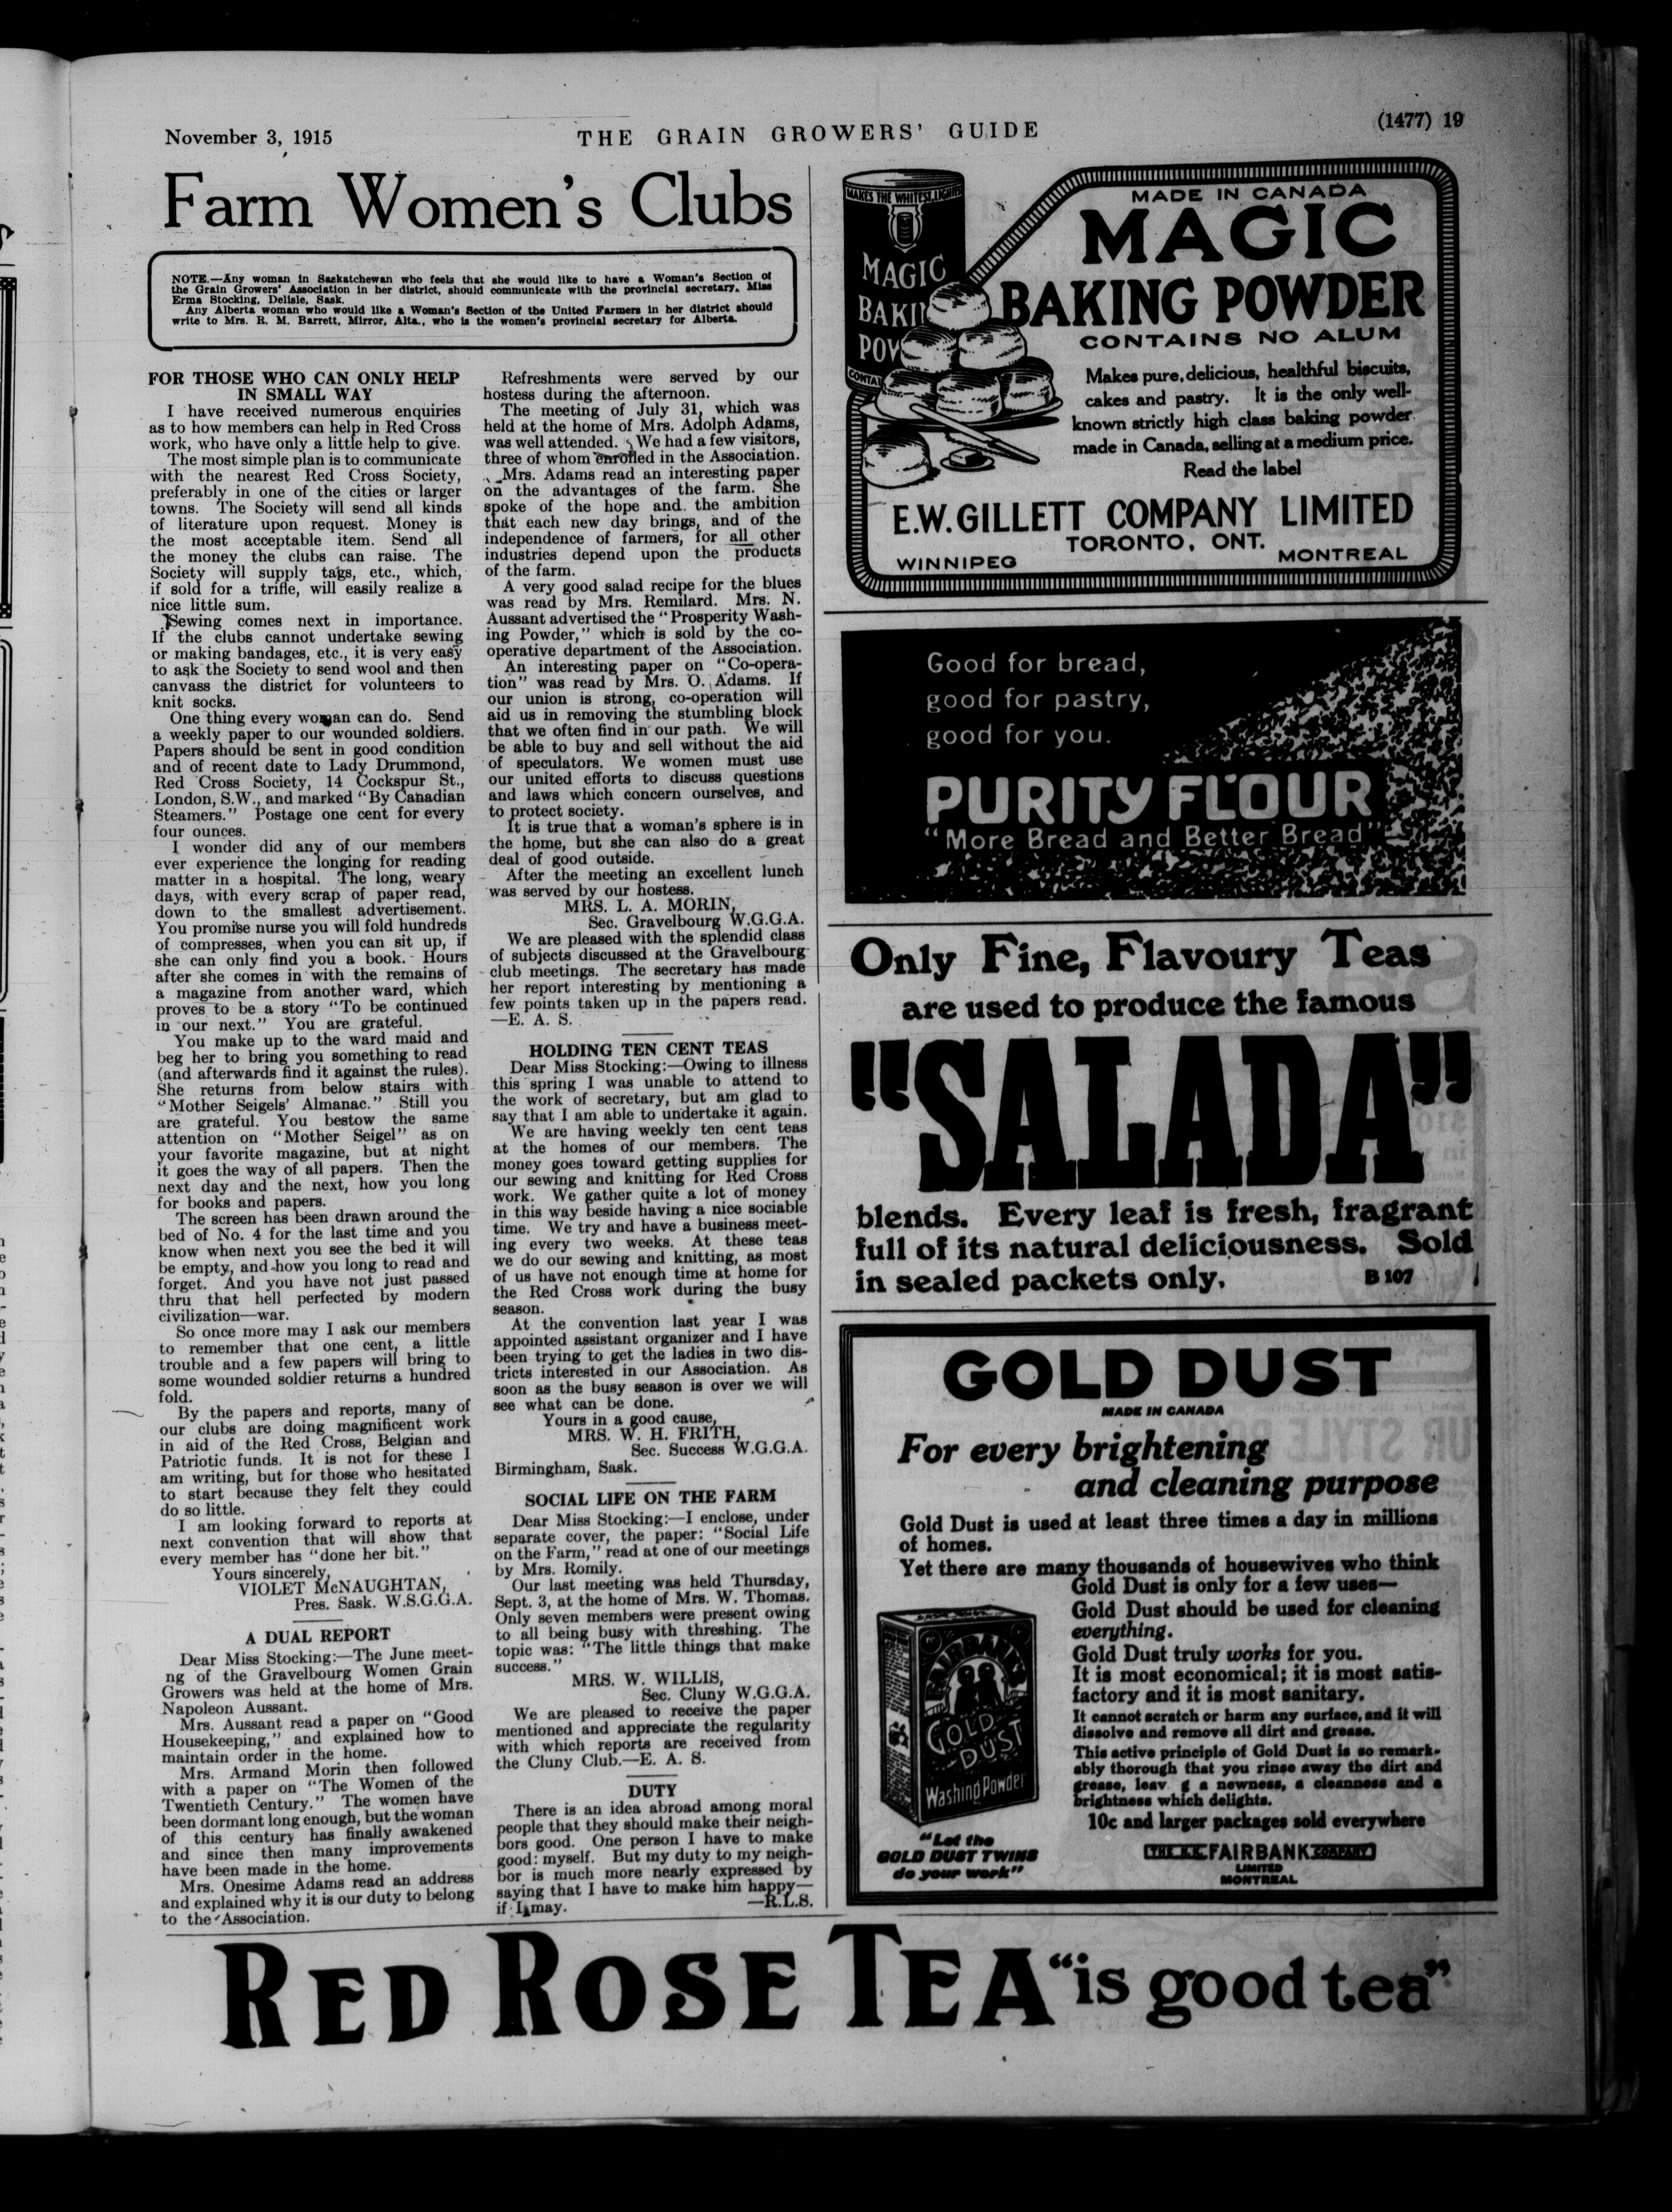 November 3, 1915
THE GRAIN GROWERS' GUIDE
(1477) 19
Farm Women's Clubs
NOTE.—Any woman in Saskatchewan who feels that she would like to have a Woman's Section of
the Grain Growers' Association in her district, should communicate with the provincial secretary, Miss
Erma Stocking, Delisle, Sask.
Any Alberta woman who would like a Woman's Section of the United Farmers in her district should
write to Mrs. R. M. Barrett, Mirror, Alta., who is the women's provincial secretary for Alberta.
FOR THOSE WHO CAN ONLY HELP
IN SMALL WAY
I have received numerous enquiries
as to how members can help in Red Cross
work, who have only a little help to give.
The most simple plan is to communicate
with the nearest Red Cross Society,
preferably in one of the cities or larger
towns. The Society will send all kinds
of literature upon request. Money is
the most acceptable item. Send all
the money the clubs can raise. The
Society will supply tags, etc., which,
if sold for a trifle, will easily realize a
nice little sum.
Sewing comes next in importance.
If the clubs cannot undertake sewing
or making bandages, etc., it is very easy
to ask the Society to send wool and then
canvass the district for volunteers to
knit socks.
One thing every woman can do. Send
a weekly paper to our wounded soldiers.
Papers should be sent in good condition
and of recent date to Lady Drummond,
Red Cross Society, 14 Cockspur St.,
London, S.W., and marked "By Canadian
Steamers." Postage one cent for every
four ounces.
I wonder did any of our members
ever experience the longing for reading
matter in a hospital. The long, weary
days, with every scrap of paper read,
down to the smallest advertisement.
You promise nurse you will fold hundreds
of compresses, when you can sit up, if
she can only find you a book. Hours
after she comes in with the remains of
a magazine from another ward, which
proves to be a story "To be continued
in our next." You are grateful.
You make up to the ward maid and
beg her to bring you something to read
(and afterwards find it against the rules).
She returns from below stairs with
"Mother Seigels' Almanac." Still you
are grateful. You bestow the same
attention on "Mother Seigel" as on
your favorite magazine, but at night
it goes the way of all papers. Then the
next day and the next, how you long
for books and papers.
The screen has been drawn around the
bed of No. 4 for the last time and you
know when next you see the bed it will
be empty, and how you long to read and
forget. And you have not just passed
thru that hell perfected by modern
civilization—war.
So once more may I ask our members
to remember that one cent, a little
trouble and a few papers will bring to
some wounded soldier returns a hundred
fold.
By the papers and reports, many of
our clubs are doing magnificent work
in aid of the Red Cross, Belgian and
Patriotic funds. It is not for these I
am writing, but for those who hesitated
to start because they felt they could
do so little.
I am looking forward to reports at
next convention that will show that
every member has "done her bit."
Yours sincerely,
VIOLET McNAUGHTAN,
Pres. Sask. W.S.G.G.A.
A DUAL REPORT
Dear Miss Stocking:—The June meet-
ng of the Gravelbourg Women Grain
Growers was held at the home of Mrs.
Napoleon Aussant.
Mrs. Aussant read a paper on "Good
Housekeeping," and explained how to
maintain order in the home.
Mrs. Armand Morin then followed
with a paper on "The Women of the
Twentieth Century." The women have
been dormant long enough, but the woman
of this century has finally awakened
and since then many improvements
have been made in the home.
Mrs. Onesime Adams read an address
and explained why it is our duty to belong
to the Association.
Refreshments were served by our
hostess during the afternoon.
The meeting of July 31, which was
held at the home of Mrs. Adolph Adams,
was well attended. We had a few visitors,
three of whom enrolled in the Association.
Mrs. Adams read an interesting paper
on the advantages of the farm. She
spoke of the hope and the ambition
that each new day brings, and of the
independence of farmers, for all other
industries depend upon the products
of the farm.
A very good salad recipe for the blues
was read by Mrs. Remilard. Mrs. N.
Aussant advertised the "Prosperity Wash-
ing Powder," which is sold by the co-
operative department of the Association.
An interesting paper on "Co-opera-
tion" was read by Mrs. O. Adams. If
our union is strong, co-operation will
aid us in removing the stumbling block
that we often find in our path. We will
be able to buy and sell without the aid
of speculators. We women must use
our united efforts to discuss questions
and laws which concern ourselves, and
to protect society.
It is true that a woman's sphere is in
the home, but she can also do a great
deal of good outside.
After the meeting an excellent lunch
was served by our hostess.
MRS. L. A. MORIN,
Sec. Gravelbourg W.G.G.A.
We are pleased with the splendid class
of subjects discussed at the Gravelbourg
club meetings. The secretary has made
her report interesting by mentioning a
few points taken up in the papers read.
—E. A. S.
HOLDING TEN CENT TEAS
Dear Miss Stocking:—Owing to illness
this spring I was unable to attend to
the work of secretary, but am glad to
say that I am able to undertake it again.
We are having weekly ten cent teas
at the homes of our members. The
money goes toward getting supplies for
our sewing and knitting for Red Cross
work. We gather quite a lot of money
in this way beside having a nice sociable
time. We try and have a business meet-
ing every two weeks. At these teas
we do our sewing and knitting, as most
of us have not enough time at home for
the Red Cross work during the busy
season.
At the convention last year I was
appointed assistant organizer and I have
been trying to get the ladies in two dis-
tricts interested in our Association. As
soon as the busy season is over we will
see what can be done.
Yours in a good cause,
MRS. W. H. FRITH,
Sec. Success W.G.G.A.
Birmingham, Sask.
SOCIAL LIFE ON THE FARM
Dear Miss Stocking:—I enclose, under
separate cover, the paper: "Social Life
on the Farm," read at one of our meetings
by Mrs. Romily.
Our last meeting was held Thursday,
Sept. 3, at the home of Mrs. W. Thomas.
Only seven members were present owing
to all being busy with threshing. The
topic was: "The little things that make
success."
MRS. W. WILLIS,
Sec. Cluny W.G.G.A.
We are pleased to receive the paper
mentioned and appreciate the regularity
with which reports are received from
the Cluny Club.—E. A. S.
DUTY
There is an idea abroad among moral
people that they should make their neigh-
bors good. One person I have to make
good: myself. But my duty to my neigh-
bor is much more nearly expressed by
saying that I have to make him happy—
if I may. —R.L.S.
MAKES THE WHITEST, LIGHTEST
MAGIC
BAKIN
POW
CONTAI
MADE IN CANADA
MAGIC
BAKING POWDER
CONTAINS NO ALUM
Makes pure, delicious, healthful biscuits,
cakes and pastry. It is the only well-
known strictly high class baking powder
made in Canada, selling at a medium price.
Read the label
E.W. GILLETT COMPANY LIMITED
TORONTO, ONT.
WINNIPEG MONTREAL
Good for bread,
good for pastry,
good for you.
PURITY FLOUR
"More Bread and Better Bread"
Only Fine, Flavoury Teas
are used to produce the famous
"SALADA"
blends. Every leaf is fresh, fragrant
full of its natural deliciousness. Sold
in sealed packets only. B 107
GOLD DUST
MADE IN CANADA
For every brightening
and cleaning purpose
Gold Dust is used at least three times a day in millions
of homes.
Yet there are many thousands of housewives who think
Gold Dust is only for a few uses—
Gold Dust should be used for cleaning
everything.
Gold Dust truly works for you.
It is most economical; it is most satis-
factory and it is most sanitary.
It cannot scratch or harm any surface, and it will
dissolve and remove all dirt and grease.
This active principle of Gold Dust is so remark-
ably thorough that you rinse away the dirt and
grease, leav g a newness, a cleanness and a
brightness which delights.
10c and larger packages sold everywhere
FAIRBANK'S
GOLD
DUST
Washing Powder
"Let the
GOLD DUST TWINS
do your work"
THE N.K. FAIRBANK COMPANY
LIMITED
MONTREAL
RED ROSE TEA "is good tea"